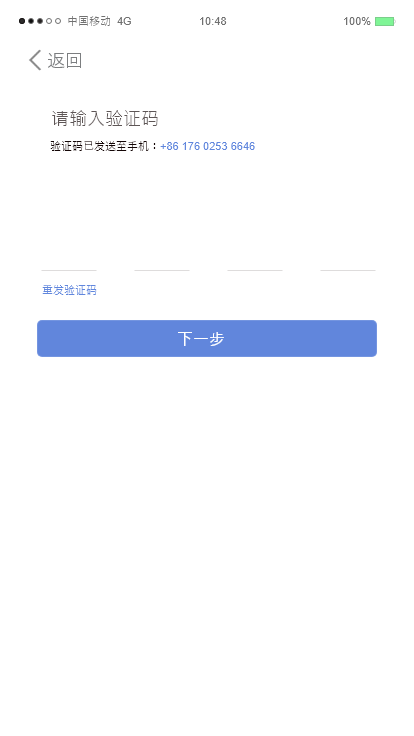 中国移动 4G 10:48 100%
返回
请输入验证码
验证码已发送至手机：+86 176 0253 6646
重发验证码
下一步